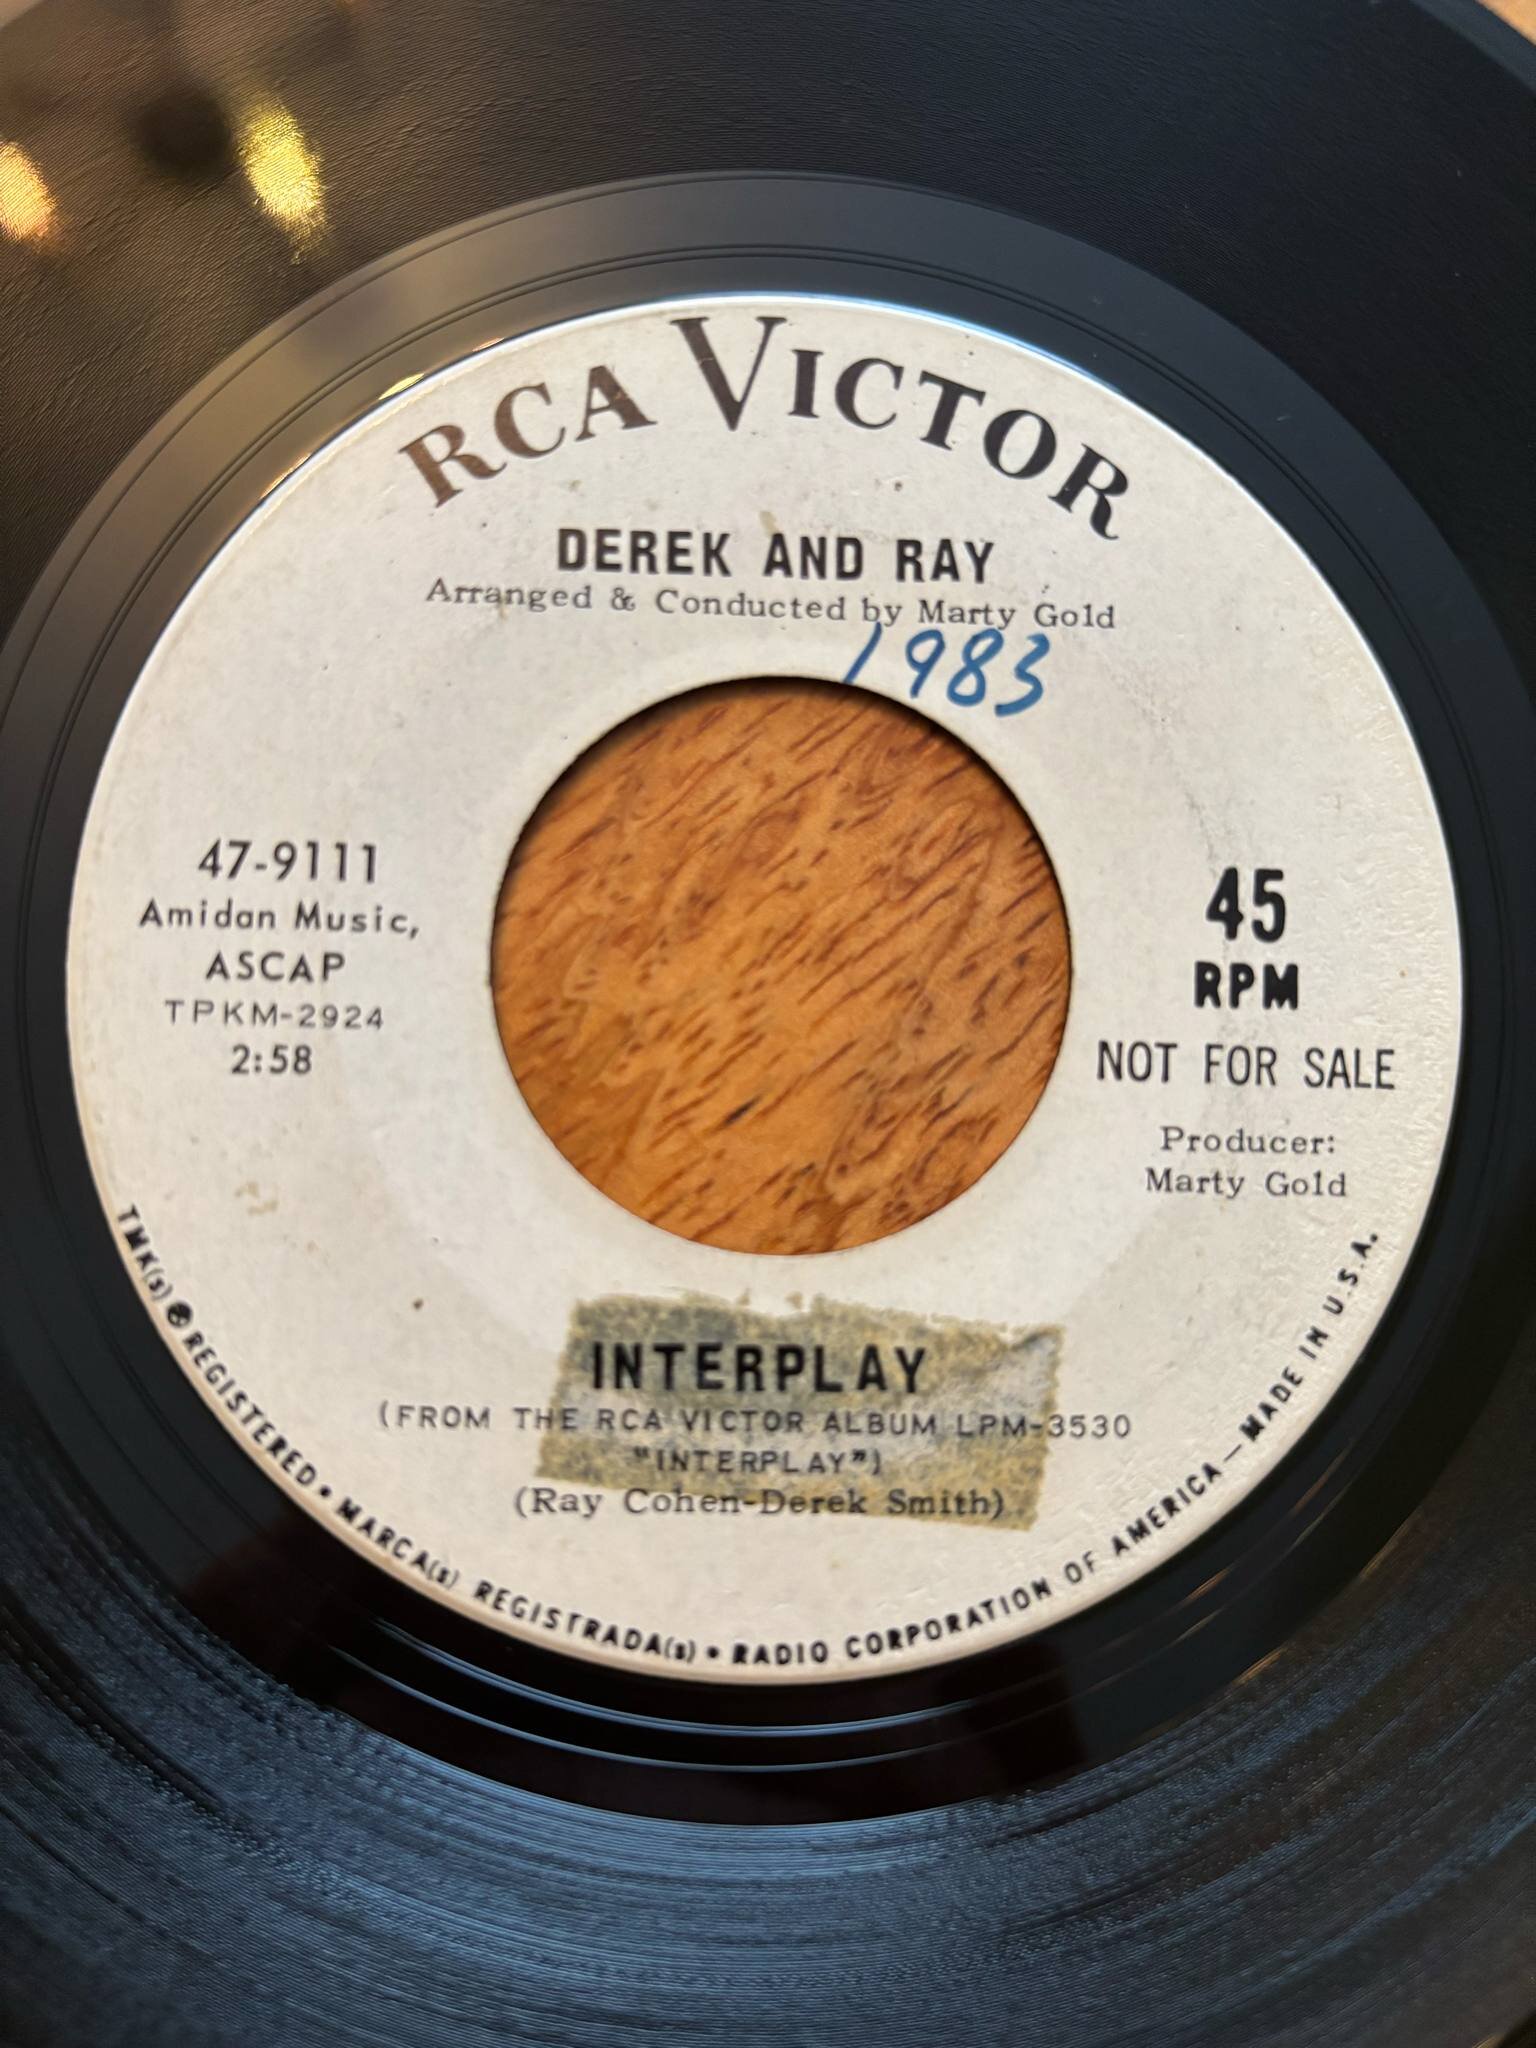 RCA VICTOR
DEREK AND RAY
Arranged & Conducted by Marty Gold
1983
47-9111
Amidan Music,
ASCAP
TPKM-2924
2:58
45
RPM
NOT FOR SALE
Producer:
Marty Gold
INTERPLAY
(FROM THE RCA VICTOR ALBUM LPM-3530
"INTERPLAY")
(Ray Cohen-Derek Smith)
TMK(s) ® REGISTERED • MARCA(s) REGISTRADA(s) • RADIO CORPORATION OF AMERICA — MADE IN U.S.A.